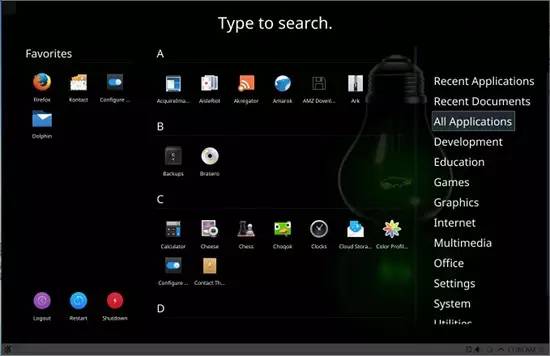 Type to search.
Favorites
Firefox
Kontact
Configure ...
Dolphin
Logout
Restart
Shutdown
A
AcquireIma...
AisleRiot
Akregator
Amarok
AMZ Downl...
Ark
B
Backups
Brasero
C
Calculator
Cheese
Chess
Choqok
Clocks
Cloud Stora...
Color Profil...
Configure ...
Contact Th...
D
Recent Applications
Recent Documents
All Applications
Development
Education
Games
Graphics
Internet
Multimedia
Office
Settings
System
Utilities